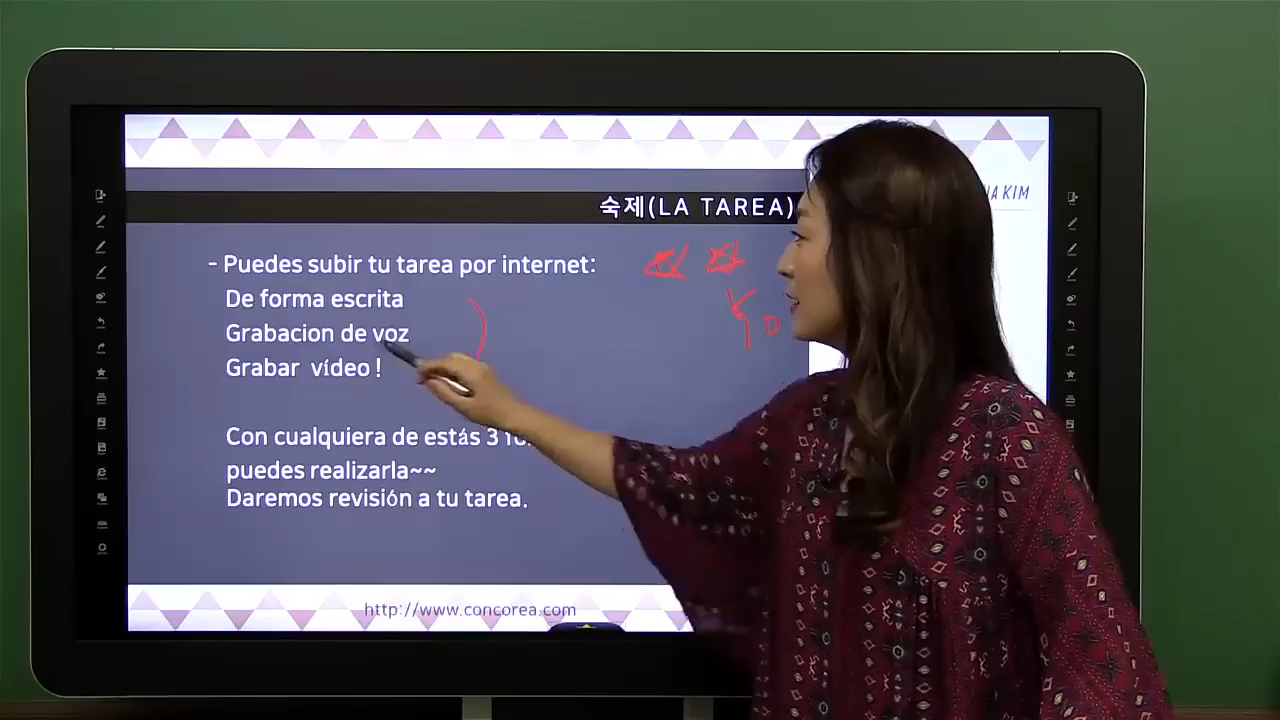 KIM
숙제(LA TAREA)
- Puedes subir tu tarea por internet:
De forma escrita
Grabacion de voz
Grabar vídeo !
Con cualquiera de estás 3
puedes realizarla~~
Daremos revisión a tu tarea.
http://www.concorea.com